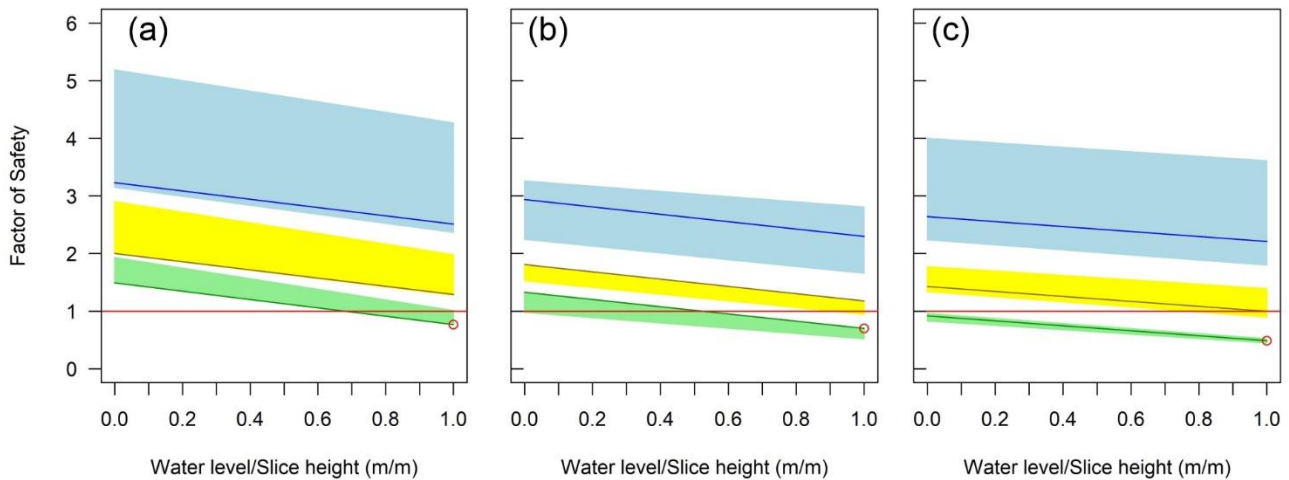 (a)
(b)
(c)
Factor of Safety
6
5
4
3
2
1
0
0.0 0.2 0.4 0.6 0.8 1.0
0.0 0.2 0.4 0.6 0.8 1.0
0.0 0.2 0.4 0.6 0.8 1.0
Water level/Slice height (m/m)
Water level/Slice height (m/m)
Water level/Slice height (m/m)